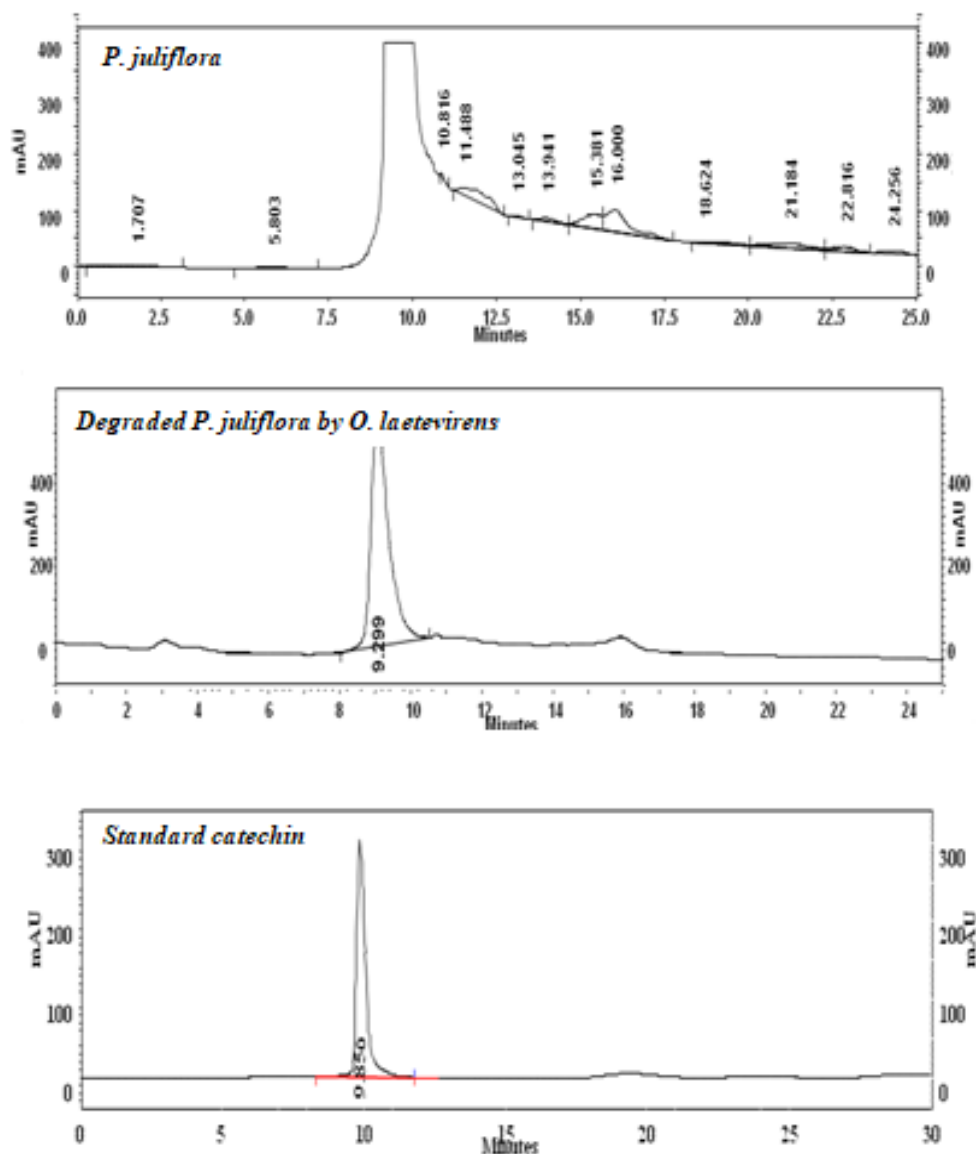 P. juliflora
400
300
200
100
0
mAU
10.816
11.488
13.045
13.941
15.381
16.000
18.624
21.184
22.816
24.256
1.707
5.803
400
300
200
100
0
0.0 2.5 5.0 7.5 10.0 12.5 15.0 17.5 20.0 22.5 25.0
Minutes
Degraded P. juliflora by O. laetevirens
400
200
0
mAU
9.299
400
200
0
mAU
0 2 4 6 8 10 12 14 16 18 20 22 24
Minutes
Standard catechin
300
200
100
0
mAU
9.850
300
200
100
0
mAU
0 5 10 15 20 25 30
Minutes